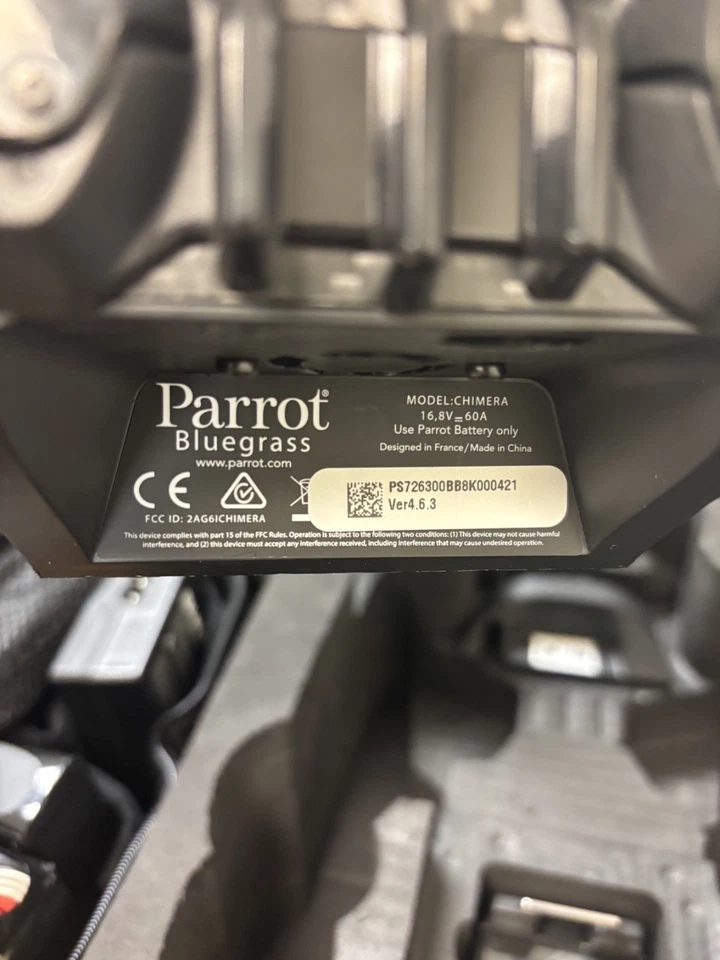 Parrot®
Bluegrass
www.parrot.com
CE
FCC ID: 2AG6ICHIMERA
MODEL:CHIMERA
16,8V⎓60A
Use Parrot Battery only
Designed in France/Made in China
PS726300BB8K000421
Ver4.6.3
This device complies with part 15 of the FFC Rules. Operation is subject to the following two conditions: (1) This device may not cause harmful
interference, and (2) this device must accept any interference received, including interference that may cause undesired operation.